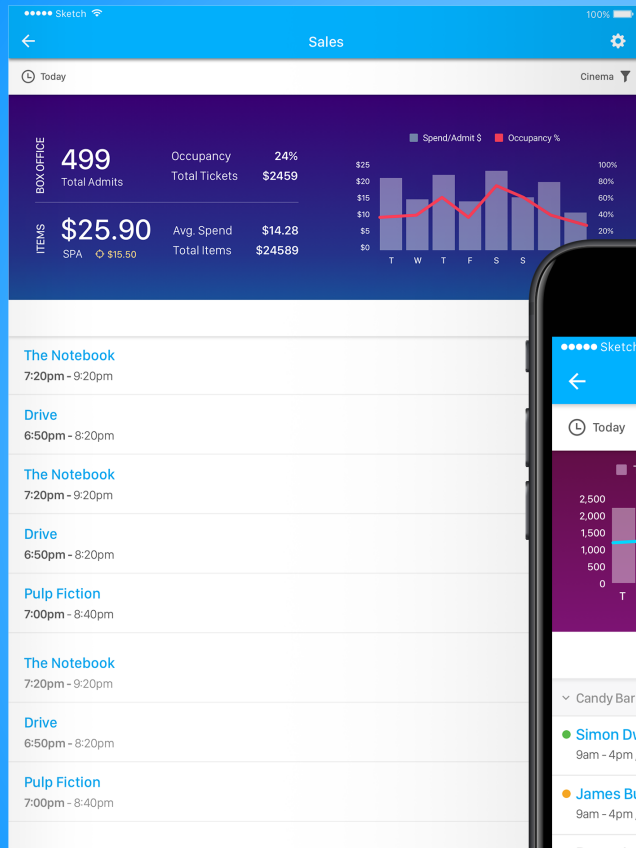 Sketch 100%
Sales
Today Cinema
BOX OFFICE
499
Total Admits
Occupancy 24%
Total Tickets $2459
ITEMS
$25.90
SPA $15.50
Avg. Spend $14.28
Total Items $24589
Spend/Admit $ Occupancy %
$25 100%
$20 80%
$15 60%
$10 40%
$5 20%
$0
T W T F S S
The Notebook
7:20pm - 9:20pm
Drive
6:50pm - 8:20pm
The Notebook
7:20pm - 9:20pm
Drive
6:50pm - 8:20pm
Pulp Fiction
7:00pm - 8:40pm
The Notebook
7:20pm - 9:20pm
Drive
6:50pm - 8:20pm
Pulp Fiction
7:00pm - 8:40pm
Sketch
Today
2,500
2,000
1,500
1,000
500
0
T
Candy Bar
Simon
9am - 4pm
James
9am - 4pm